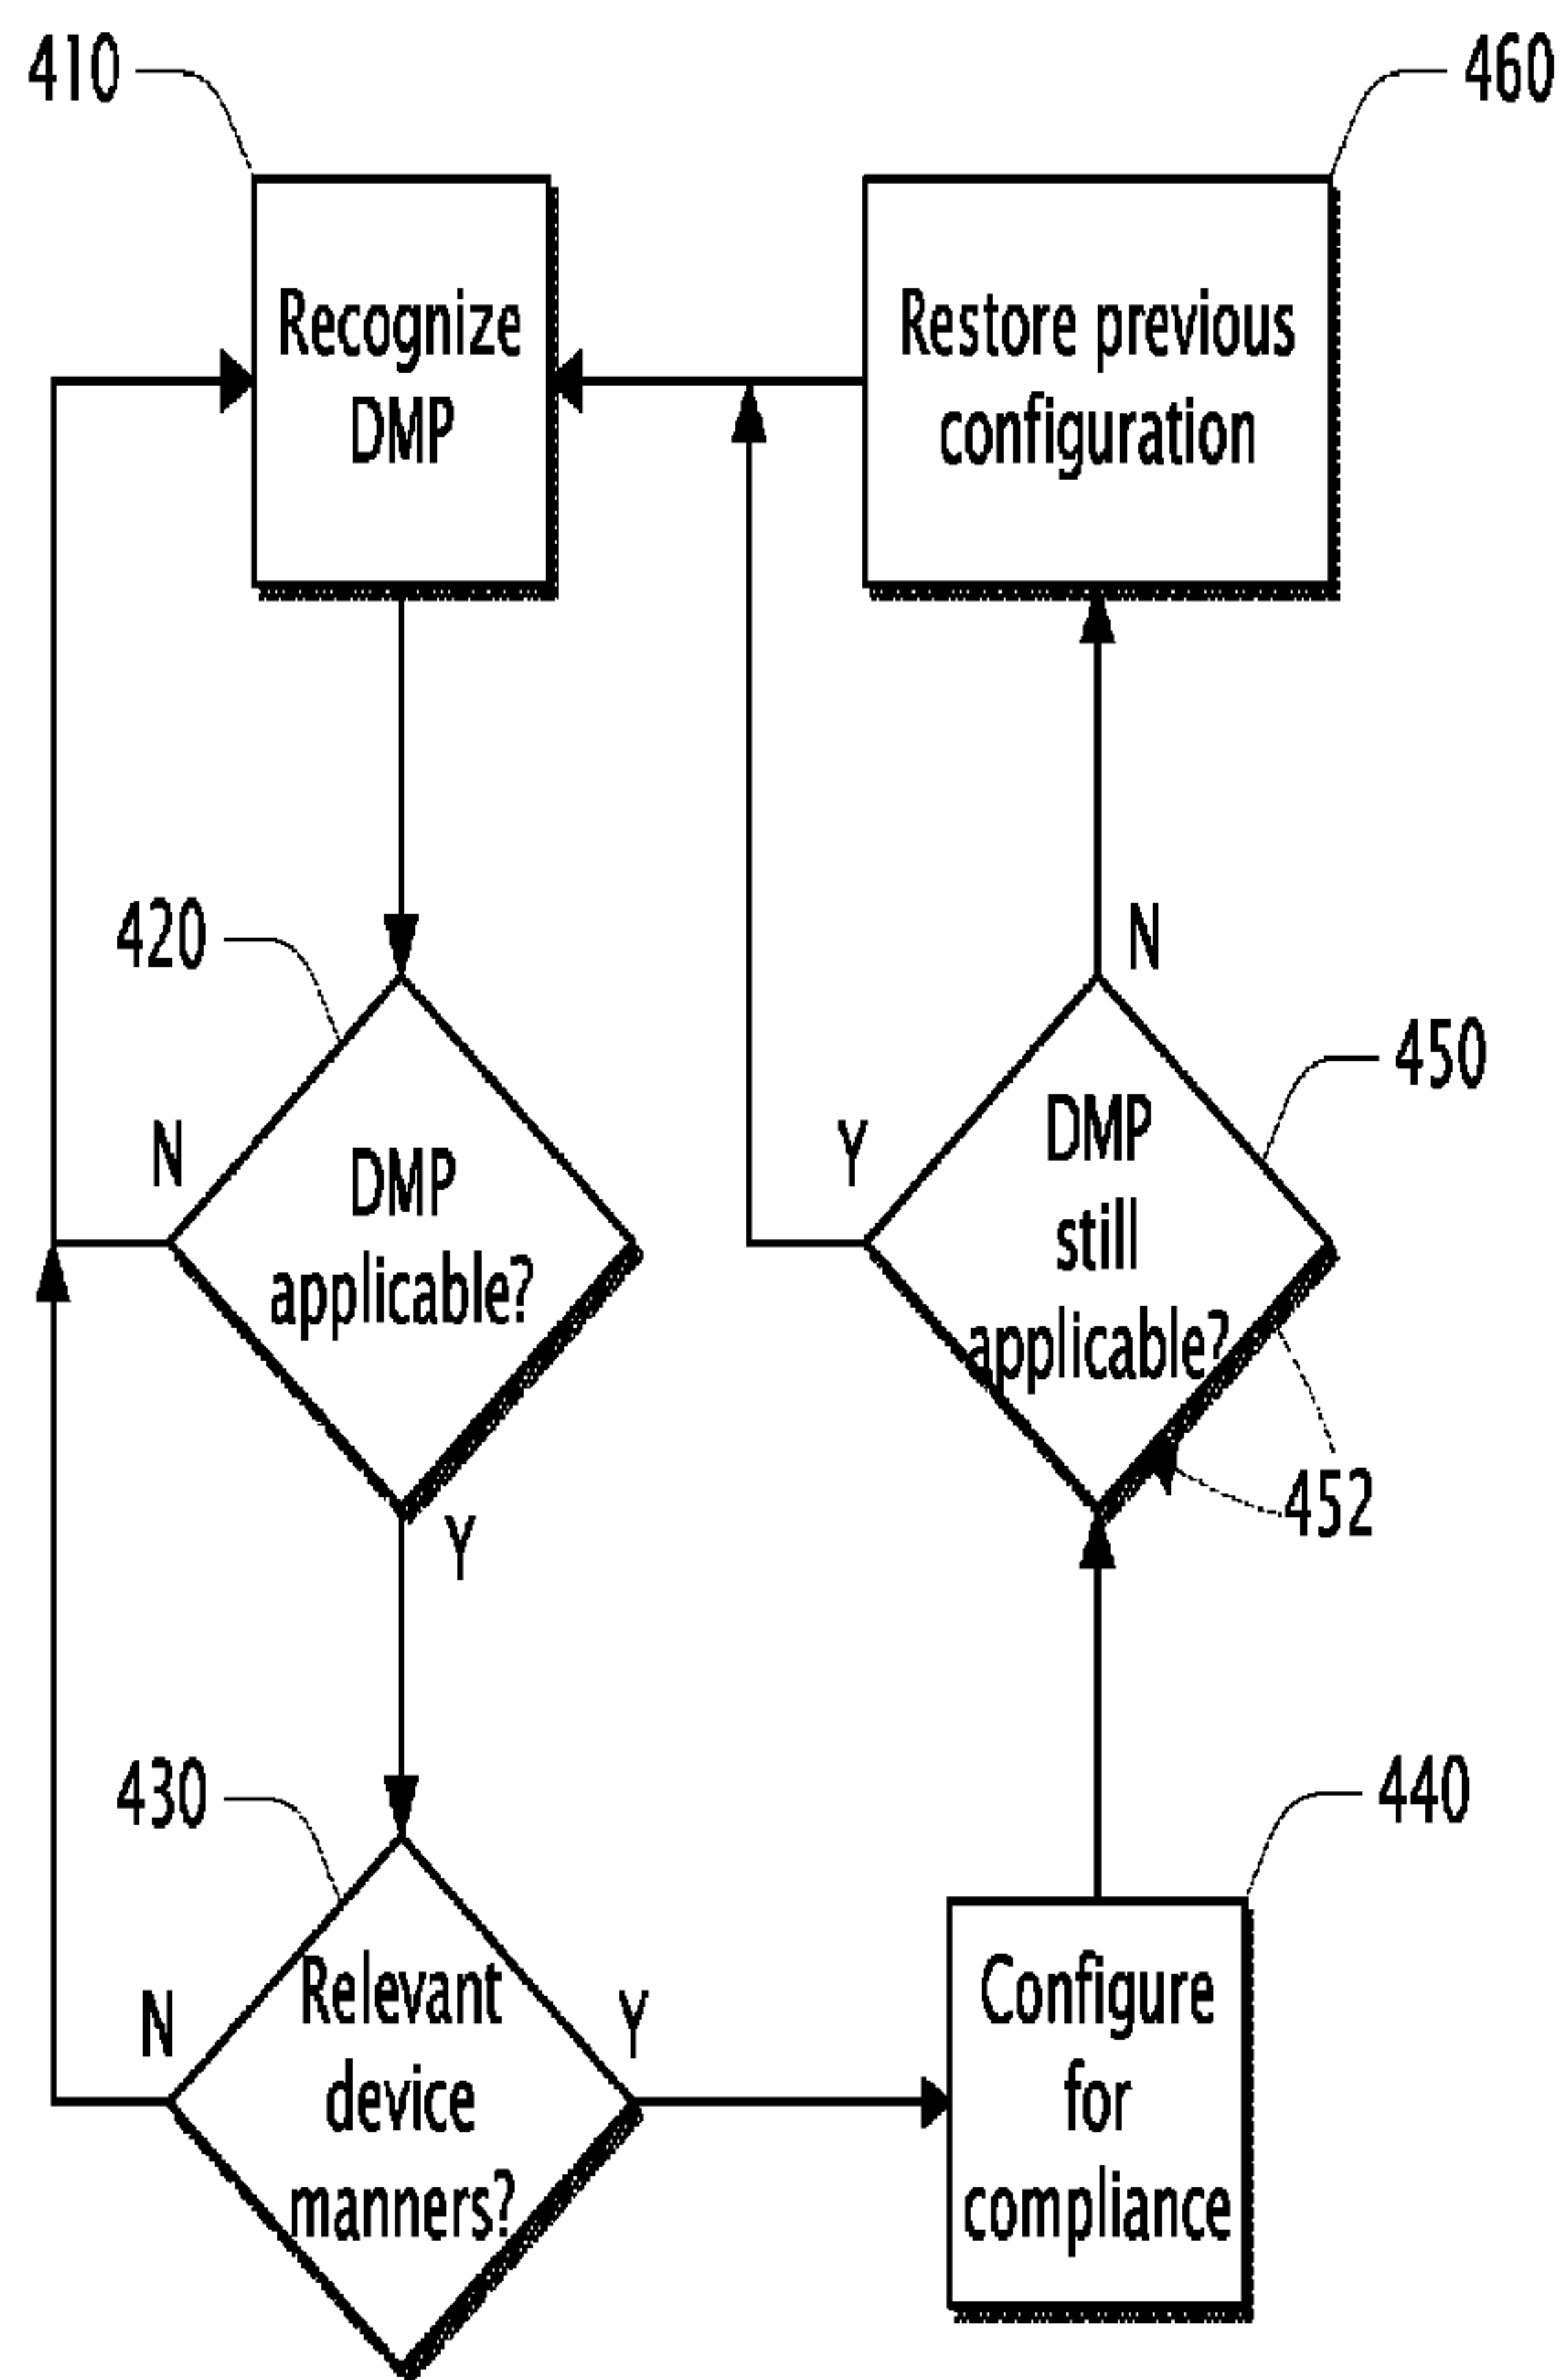 410
460
Recognize
DMP
Restore previous
configuration
420
N
450
N
DMP
applicable?
Y
DMP
still
applicable?
Y
452
430
440
N
Relevant
device
manners?
Y
Configure
for
compliance